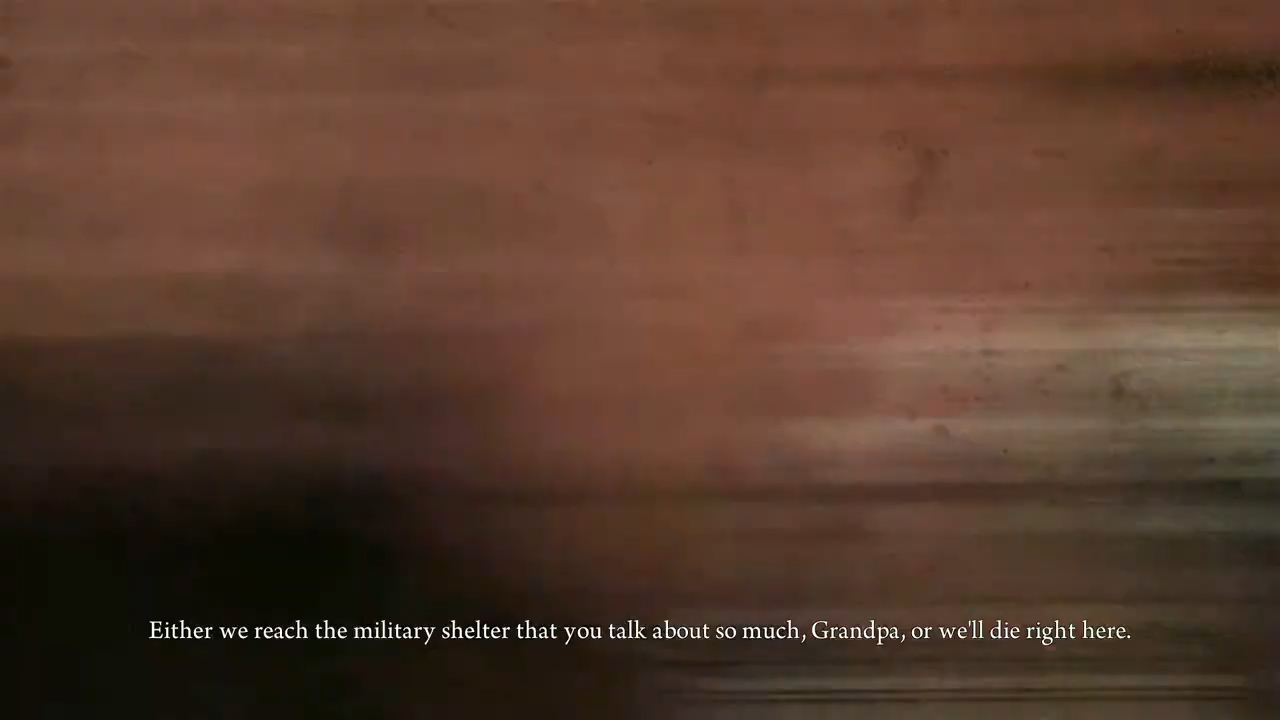 Either we reach the military shelter that you talk about so much, Grandpa, or we'll die right here.